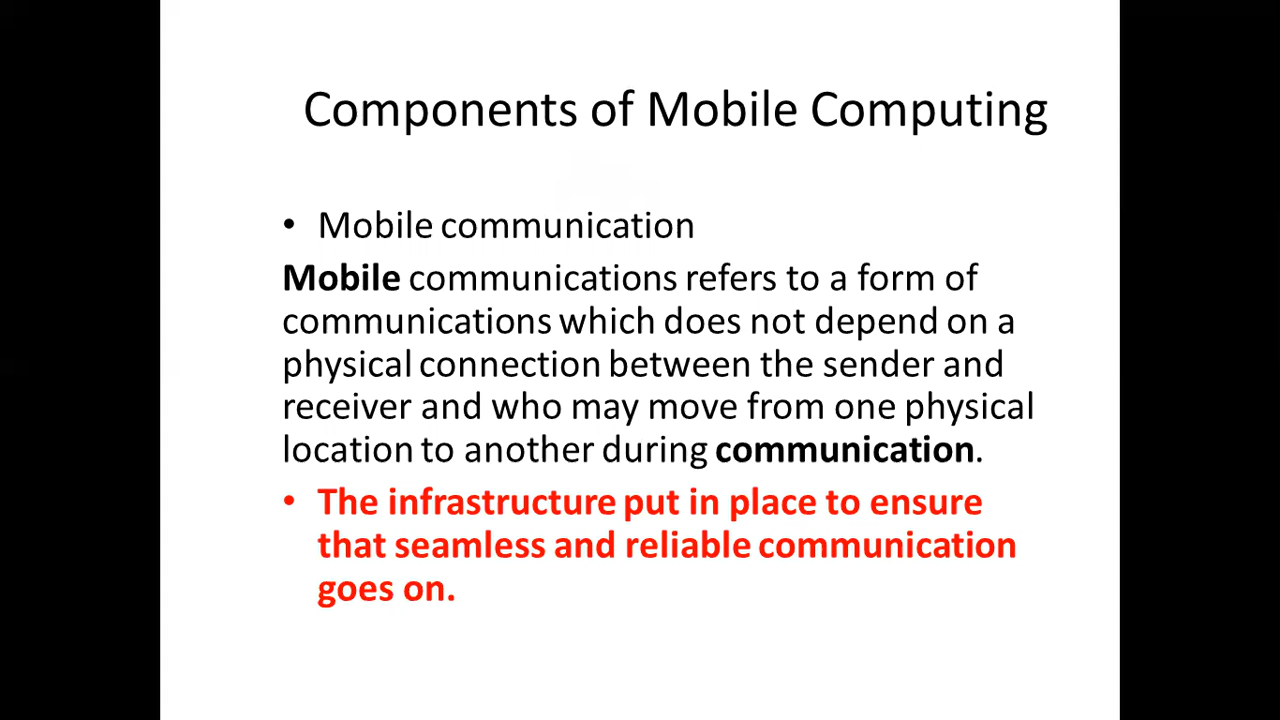 Components of Mobile Computing
• Mobile communication
Mobile communications refers to a form of
communications which does not depend on a
physical connection between the sender and
receiver and who may move from one physical
location to another during communication.
• The infrastructure put in place to ensure
that seamless and reliable communication
goes on.